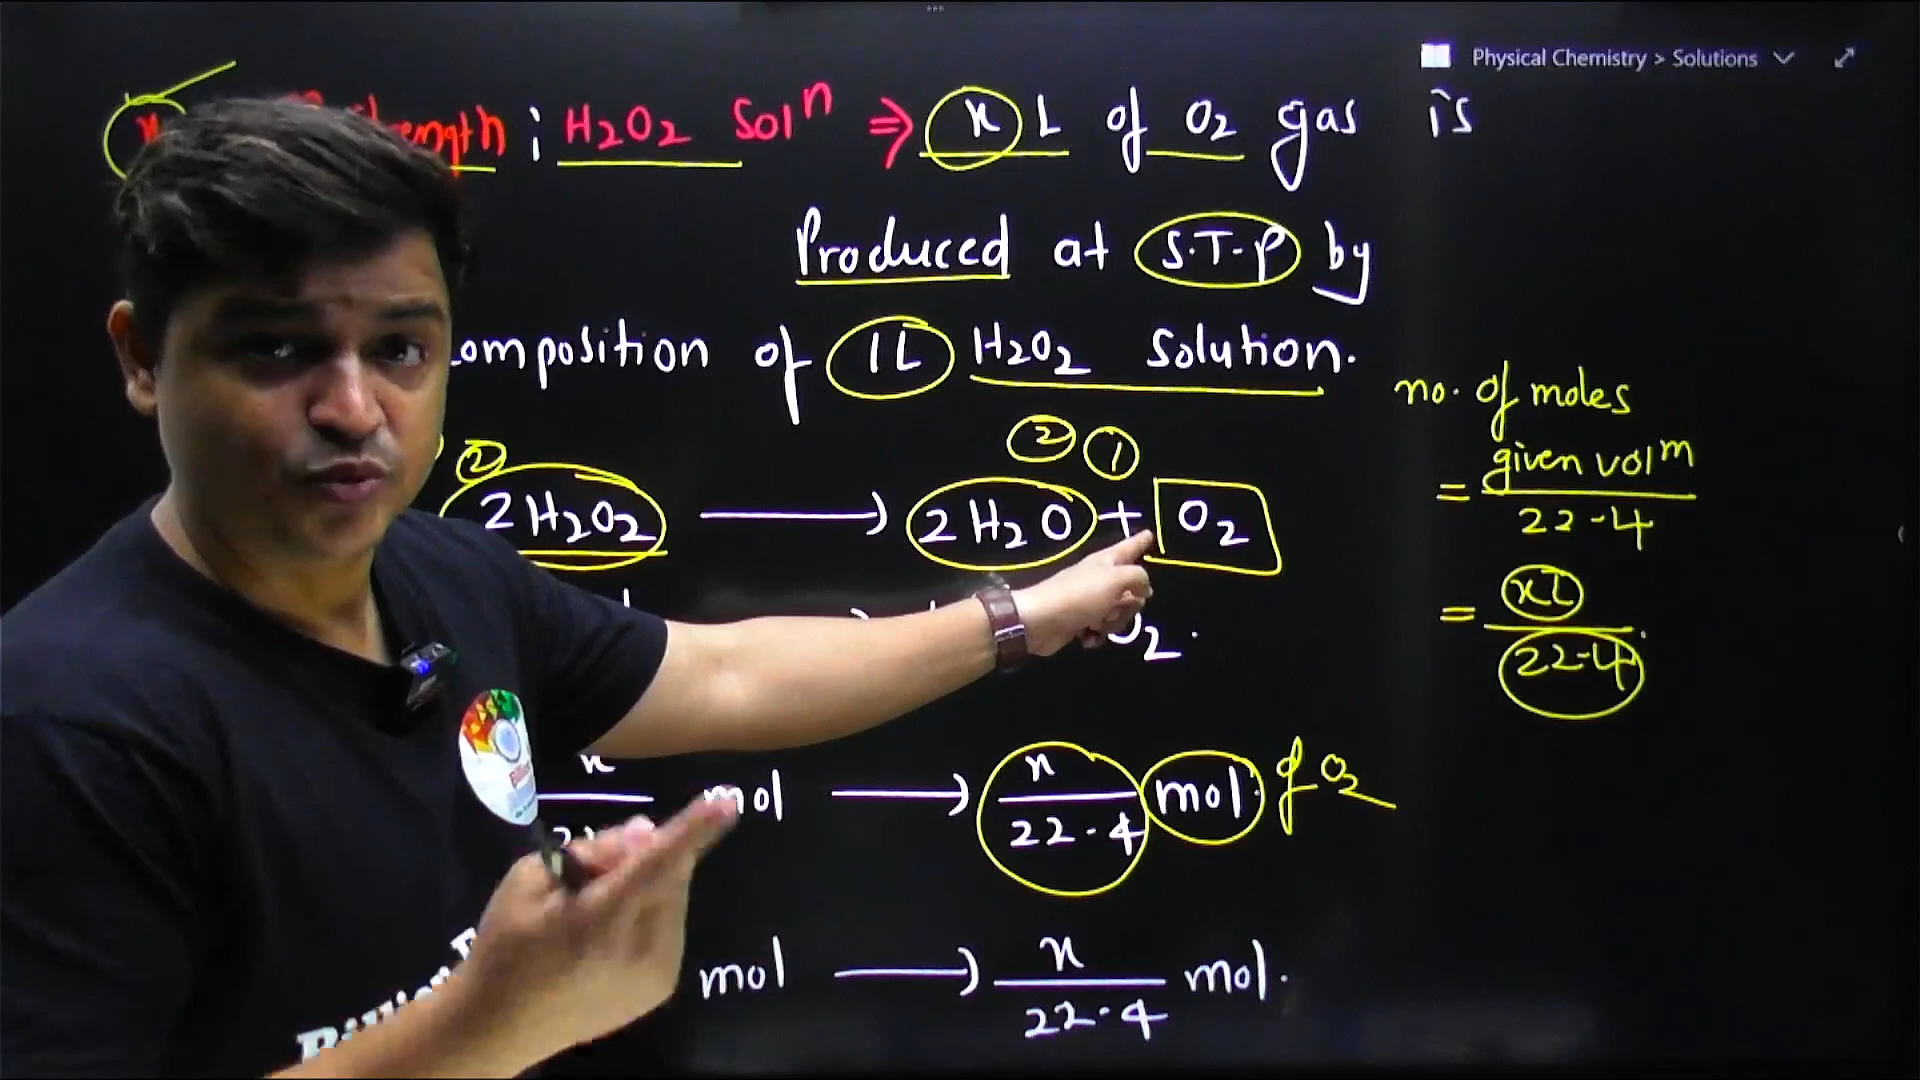 Physical Chemistry > Solutions
: H2O2 Solⁿ ⇒ x L of O2 gas is
Produced at S.T.P by
composition of 1L H2O2 solution.
no. of moles
= given volᵐ / 22.4
= xL / 22.4
② ② ①
2H2O2 → 2H2O + O2
x mol → x / 22.4 mol. of O2
mol → x / 22.4 mol.